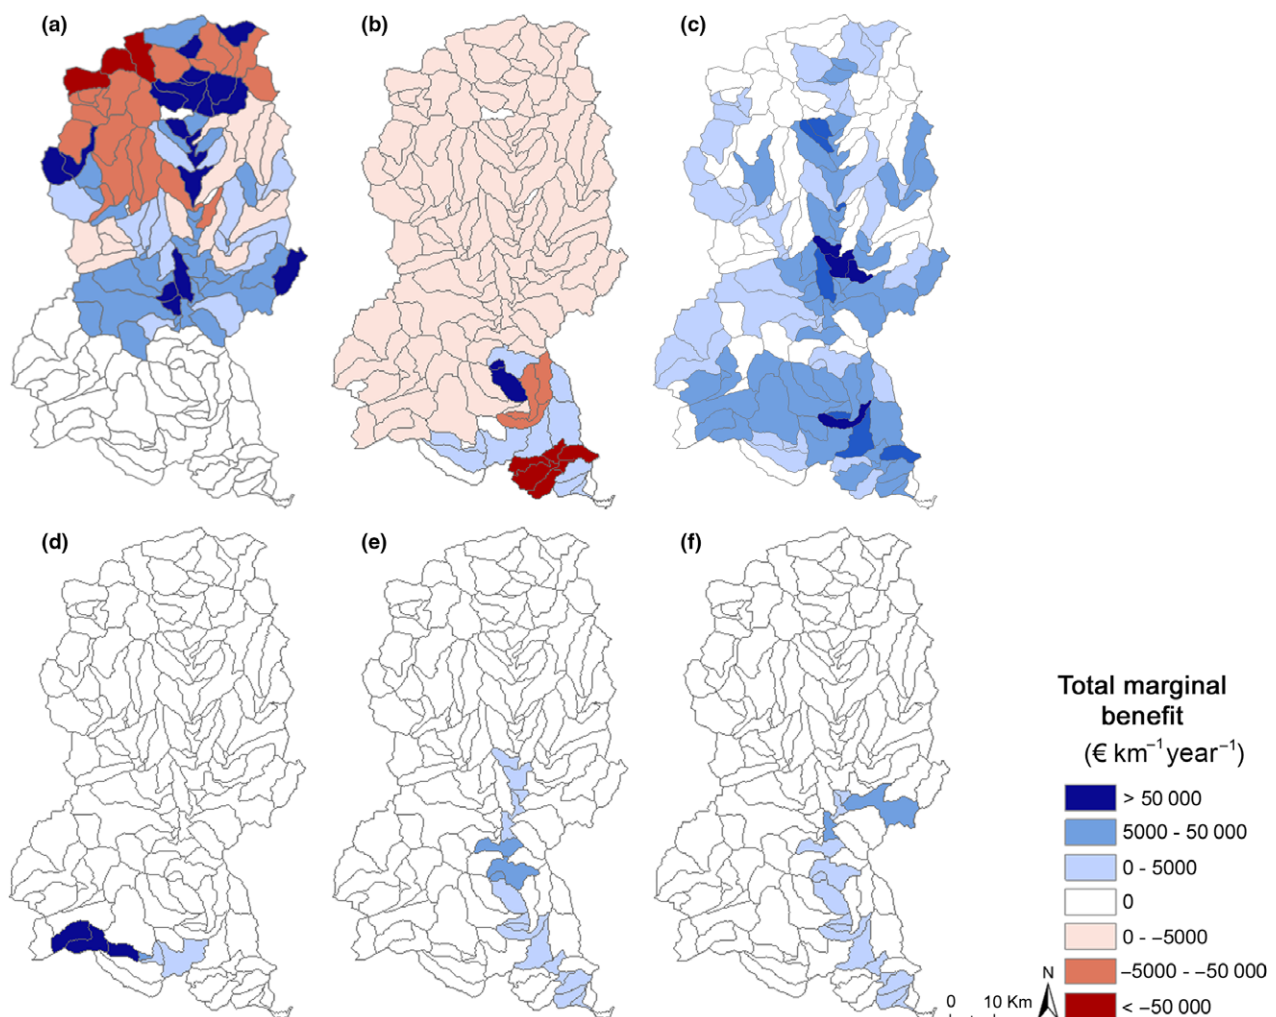 (a)
(b)
(c)
(d)
(e)
(f)
Total marginal
benefit
(€ km⁻¹ year⁻¹)
> 50 000
5000 - 50 000
0 - 5000
0
0 - –5000
–5000 - –50 000
< –50 000
N
0 10 Km